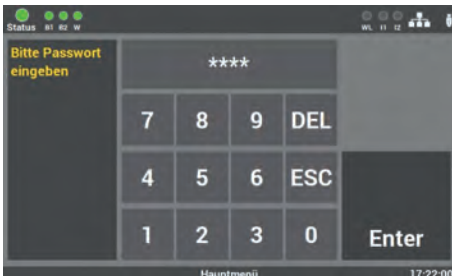 Status B1 B2 W WL I1 I2
Bitte Passwort
eingeben
****
7 8 9 DEL
4 5 6 ESC
1 2 3 0
Enter
Hauptmenü 17:22:00